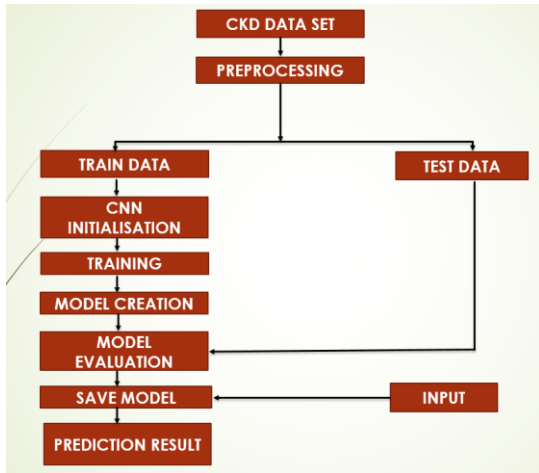 CKD DATA SET
PREPROCESSING
TRAIN DATA
TEST DATA
CNN
INITIALISATION
TRAINING
MODEL CREATION
MODEL
EVALUATION
SAVE MODEL
INPUT
PREDICTION RESULT